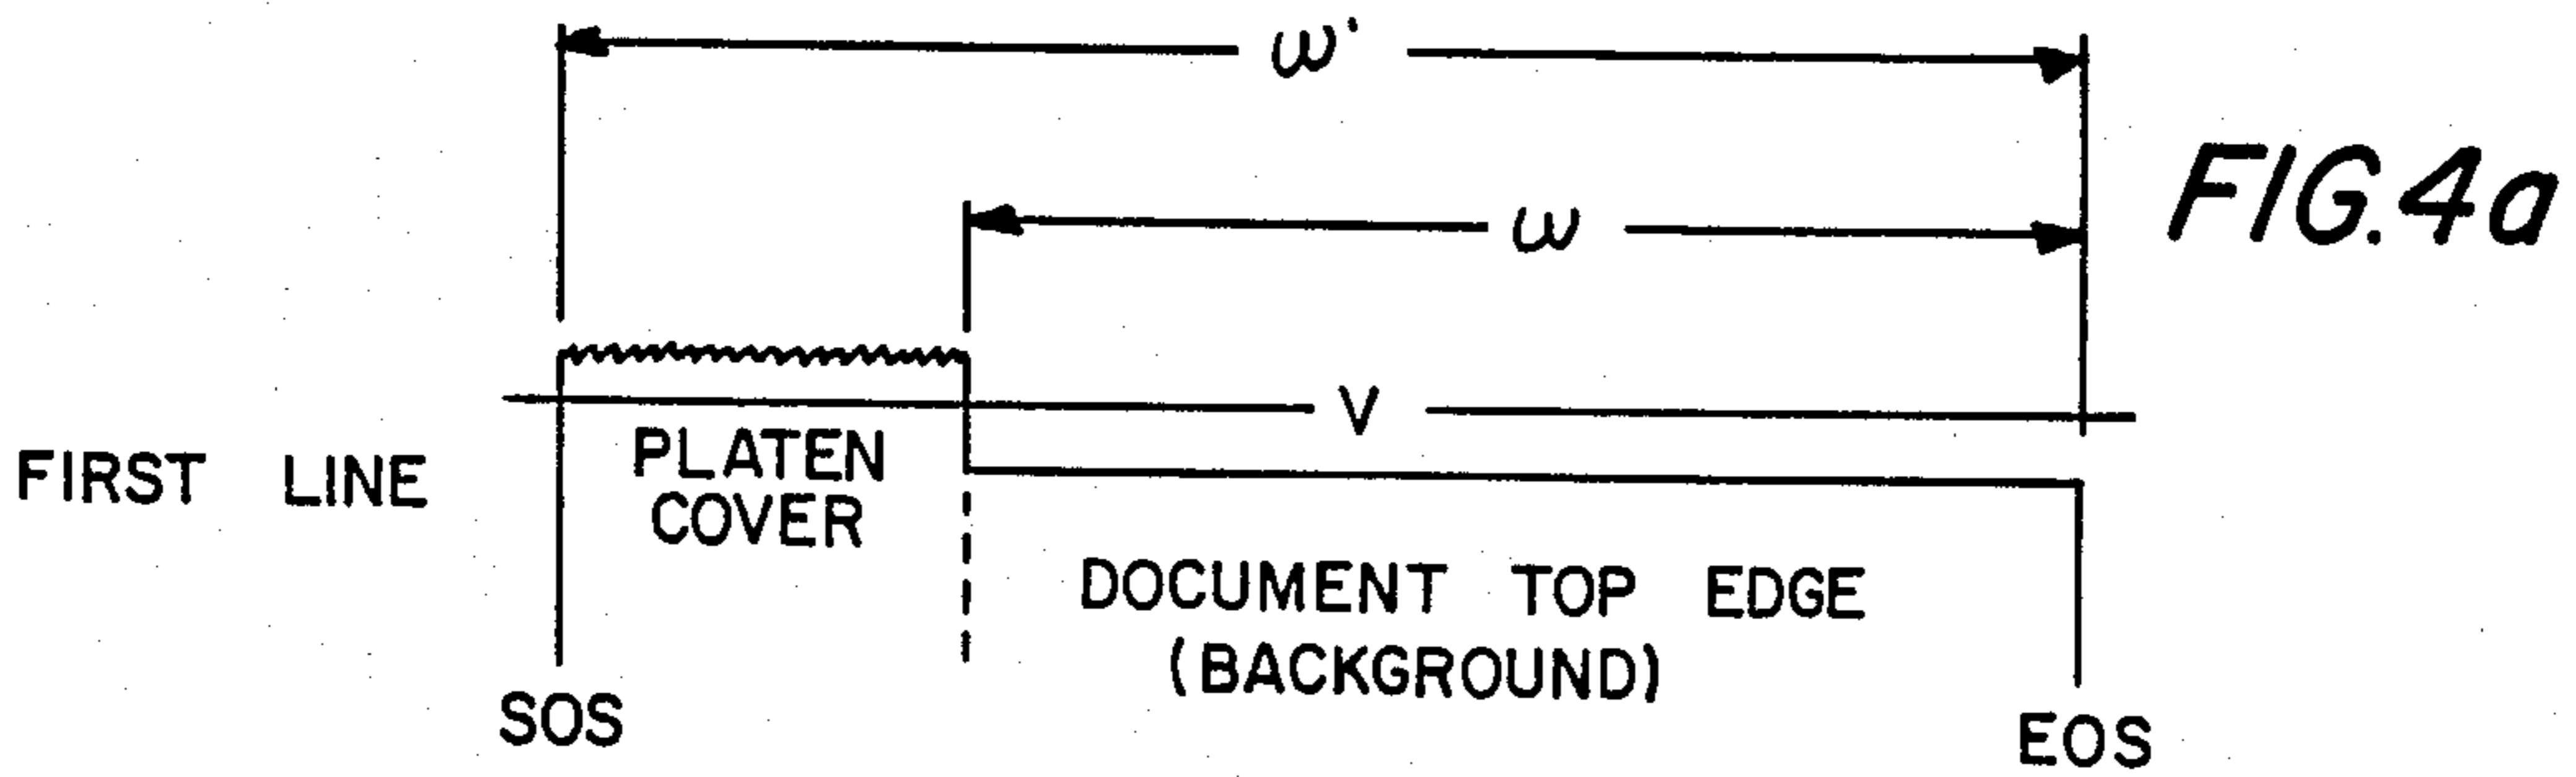 ω'
FIG.4a
ω
V
FIRST LINE
PLATEN
COVER
DOCUMENT TOP EDGE
(BACKGROUND)
SOS
EOS